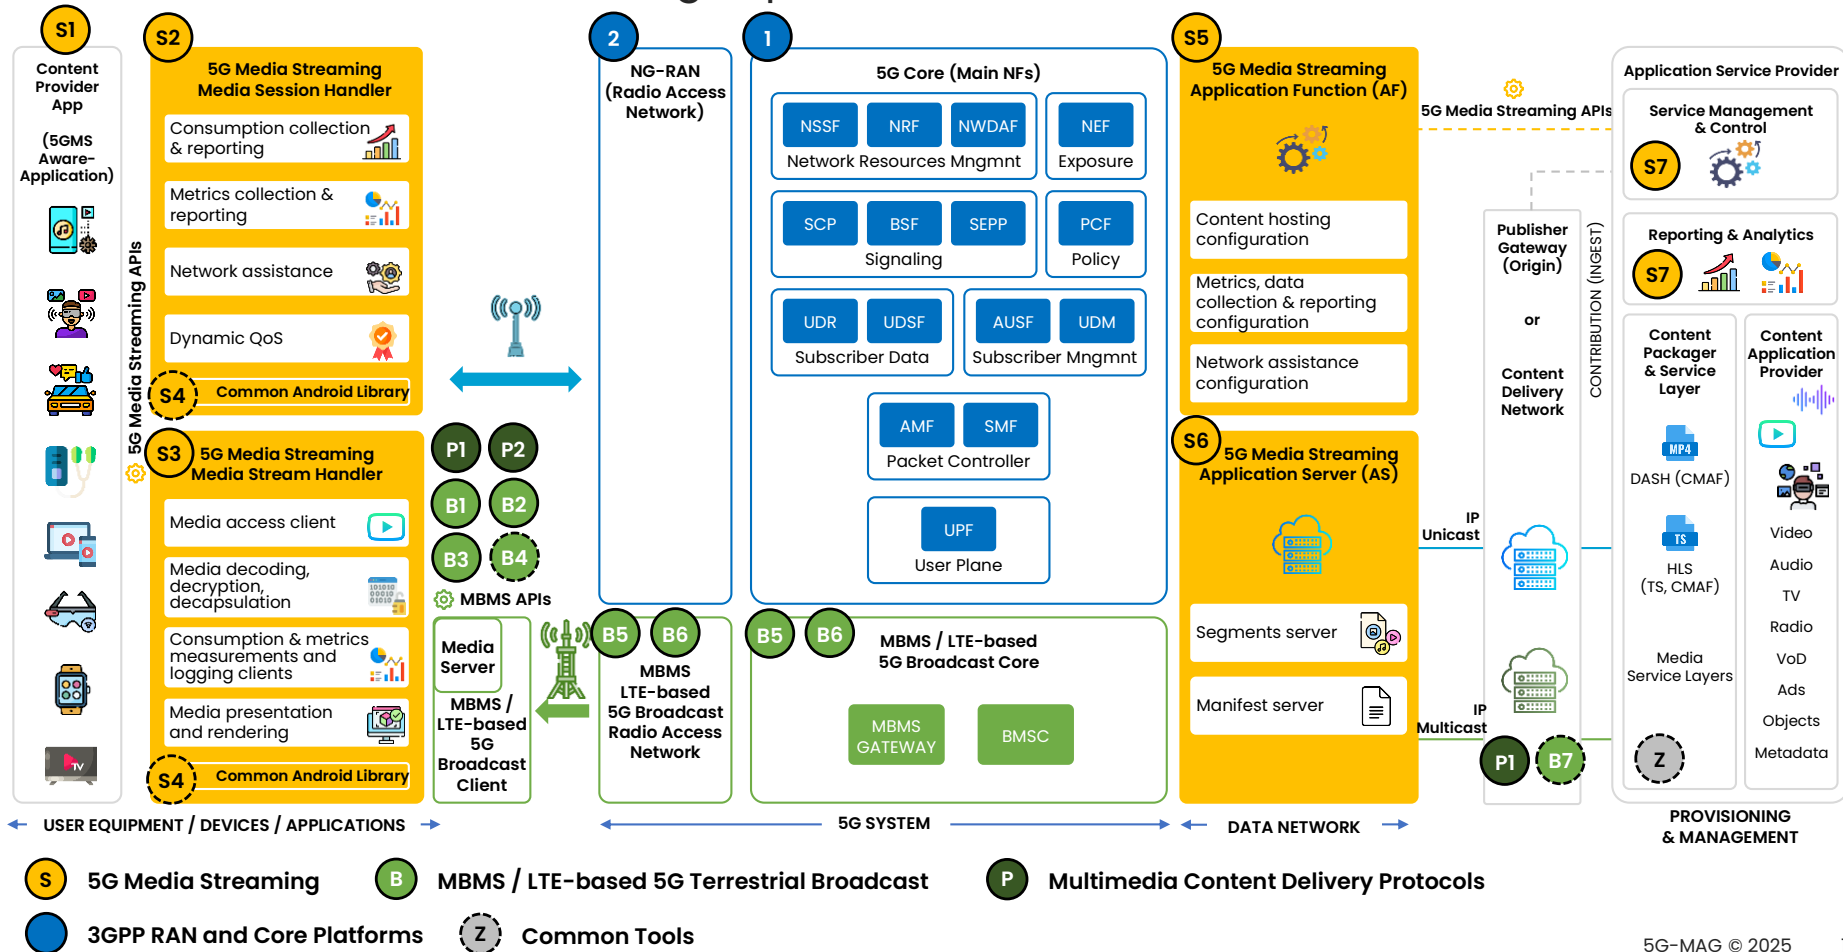 S1
Content
Provider
App
(5GMS
Aware-
Application)
TV
5G Media Streaming APIs
S2
5G Media Streaming
Media Session Handler
Consumption collection
& reporting
Metrics collection &
reporting
Network assistance
Dynamic QoS
S4
Common Android Library
S3
5G Media Streaming
Media Stream Handler
Media access client
Media decoding,
decryption,
decapsulation
Consumption & metrics
measurements and
logging clients
Media presentation
and rendering
S4
Common Android Library
P1
P2
B1
B2
B3
B4
MBMS APIs
Media
Server
MBMS /
LTE-based
5G
Broadcast
Client
2
NG-RAN
(Radio Access
Network)
B5
B6
MBMS
LTE-based
5G Broadcast
Radio Access
Network
1
5G Core (Main NFs)
NSSF
NRF
NWDAF
Network Resources Mngmnt
NEF
Exposure
SCP
BSF
SEPP
Signaling
PCF
Policy
UDR
UDSF
Subscriber Data
AUSF
UDM
Subscriber Mngmnt
AMF
SMF
Packet Controller
UPF
User Plane
B5
B6
MBMS / LTE-based
5G Broadcast Core
MBMS
GATEWAY
BMSC
S5
5G Media Streaming
Application Function (AF)
Content hosting
configuration
Metrics, data
collection & reporting
configuration
Network assistance
configuration
S6
5G Media Streaming
Application Server (AS)
Segments server
Manifest server
5G Media Streaming APIs
IP
Unicast
IP
Multicast
Publisher
Gateway
(Origin)
or
Content
Delivery
Network
P1
B7
CONTRIBUTION (INGEST)
Application Service Provider
Service Management
& Control
S7
Reporting & Analytics
S7
Content
Packager
& Service
Layer
MP4
DASH (CMAF)
TS
HLS
(TS, CMAF)
Media
Service Layers
Z
Content
Application
Provider
Video
Audio
TV
Radio
VoD
Ads
Objects
Metadata
USER EQUIPMENT / DEVICES / APPLICATIONS
5G SYSTEM
DATA NETWORK
PROVISIONING
& MANAGEMENT
S
5G Media Streaming
B
MBMS / LTE-based 5G Terrestrial Broadcast
P
Multimedia Content Delivery Protocols
3GPP RAN and Core Platforms
Z
Common Tools
5G-MAG © 2025